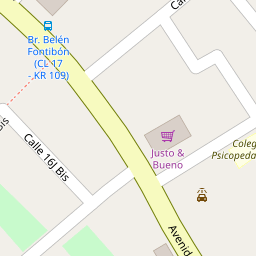 Br. Belén
Fontibón
(CL 17
- KR 109)
Justo &
Bueno
Coleg
Psicopeda
Calle 16J Bis
Avenid